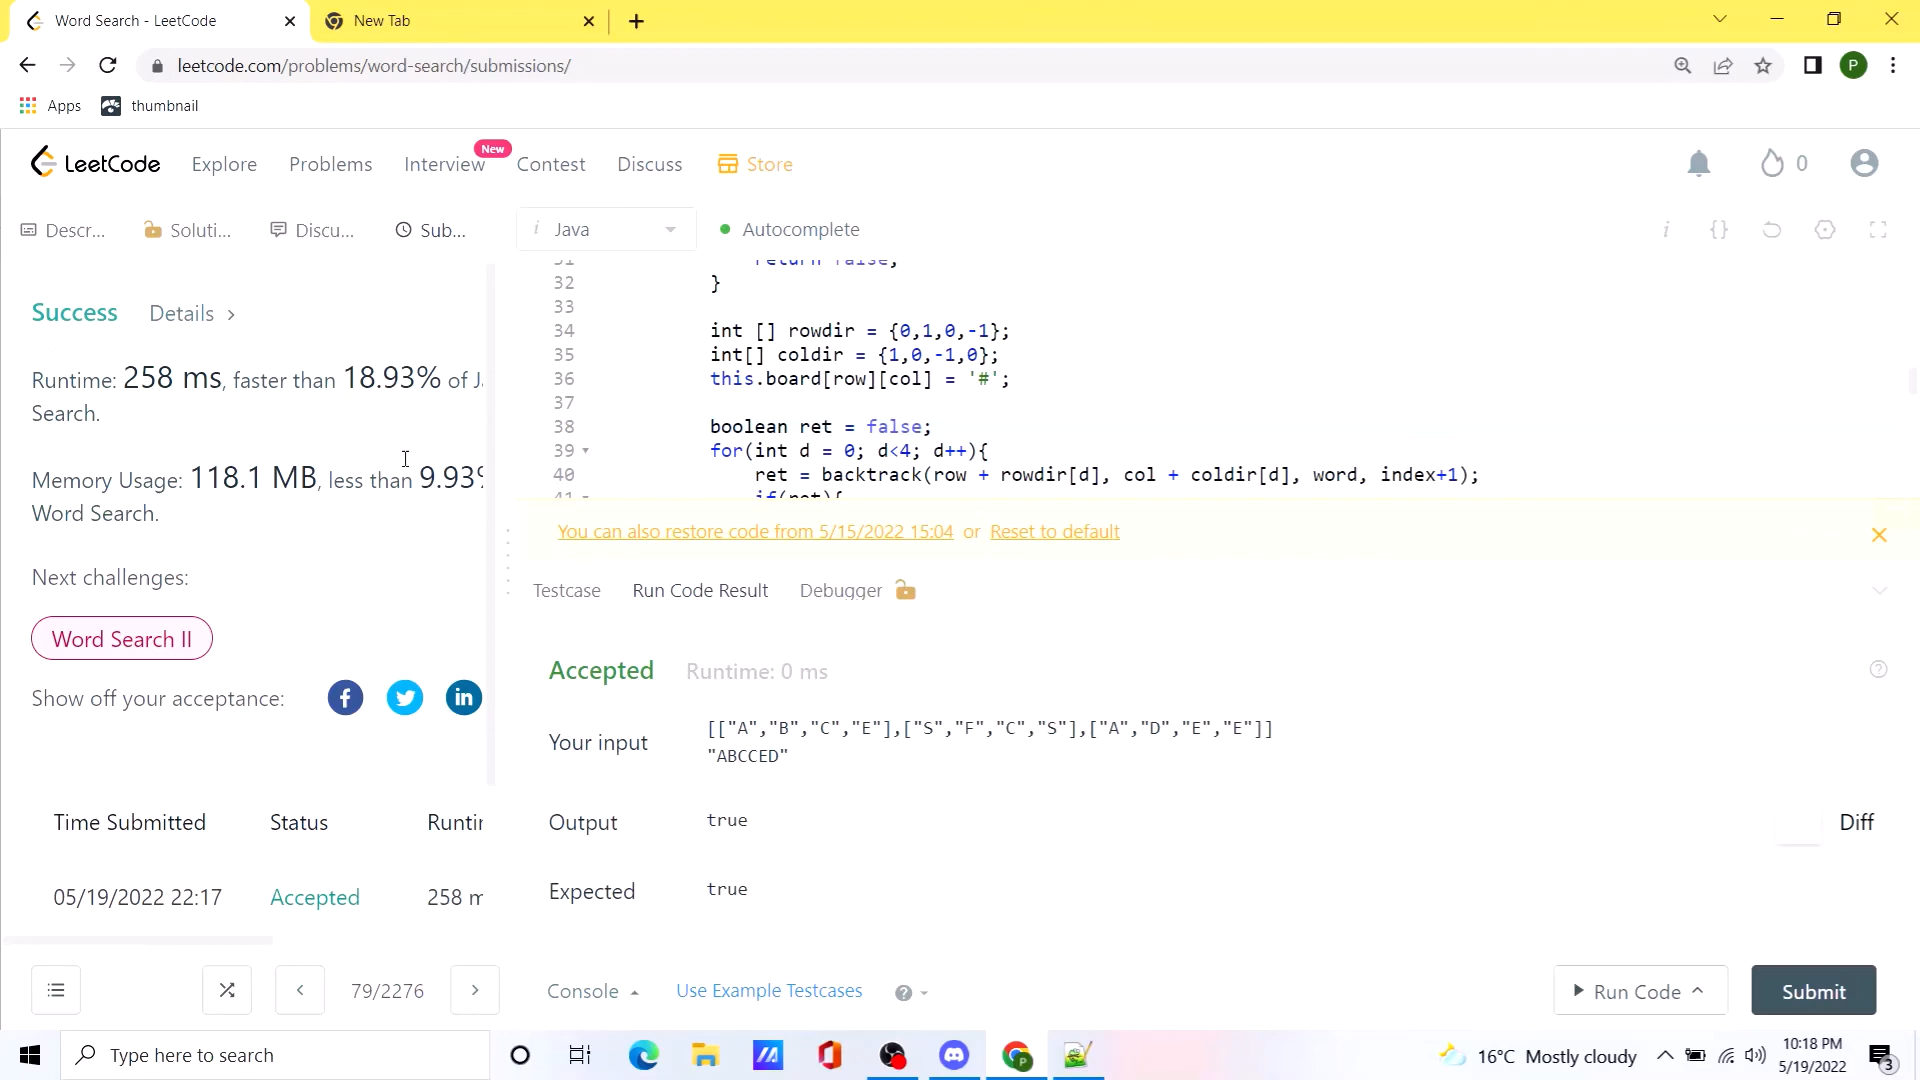 Word Search - LeetCode
New Tab
leetcode.com/problems/word-search/submissions/
P
Apps
thumbnail
LeetCode
Explore
Problems
Interview
New
Contest
Discuss
Store
0
Descr...
Soluti...
Discu...
Sub...
i Java
Autocomplete
i {}
Success
Details >
Runtime: 258 ms, faster than 18.93% of J
Search.
Memory Usage: 118.1 MB, less than 9.93%
Word Search.
Next challenges:
Word Search II
Show off your acceptance:
Time Submitted
Status
Runtir
05/19/2022 22:17
Accepted
258 m
31 return false;
32 }
33
34 int [] rowdir = {0,1,0,-1};
35 int[] coldir = {1,0,-1,0};
36 this.board[row][col] = '#';
37
38 boolean ret = false;
39 for(int d = 0; d<4; d++){
40 ret = backtrack(row + rowdir[d], col + coldir[d], word, index+1);
41 if(ret){
You can also restore code from 5/15/2022 15:04 or Reset to default
Testcase
Run Code Result
Debugger
Accepted
Runtime: 0 ms
Your input
[["A","B","C","E"],["S","F","C","S"],["A","D","E","E"]]
"ABCCED"
Output
true
Diff
Expected
true
79/2276
Console
Use Example Testcases
Run Code
Submit
Type here to search
16°C Mostly cloudy
10:18 PM
5/19/2022
3